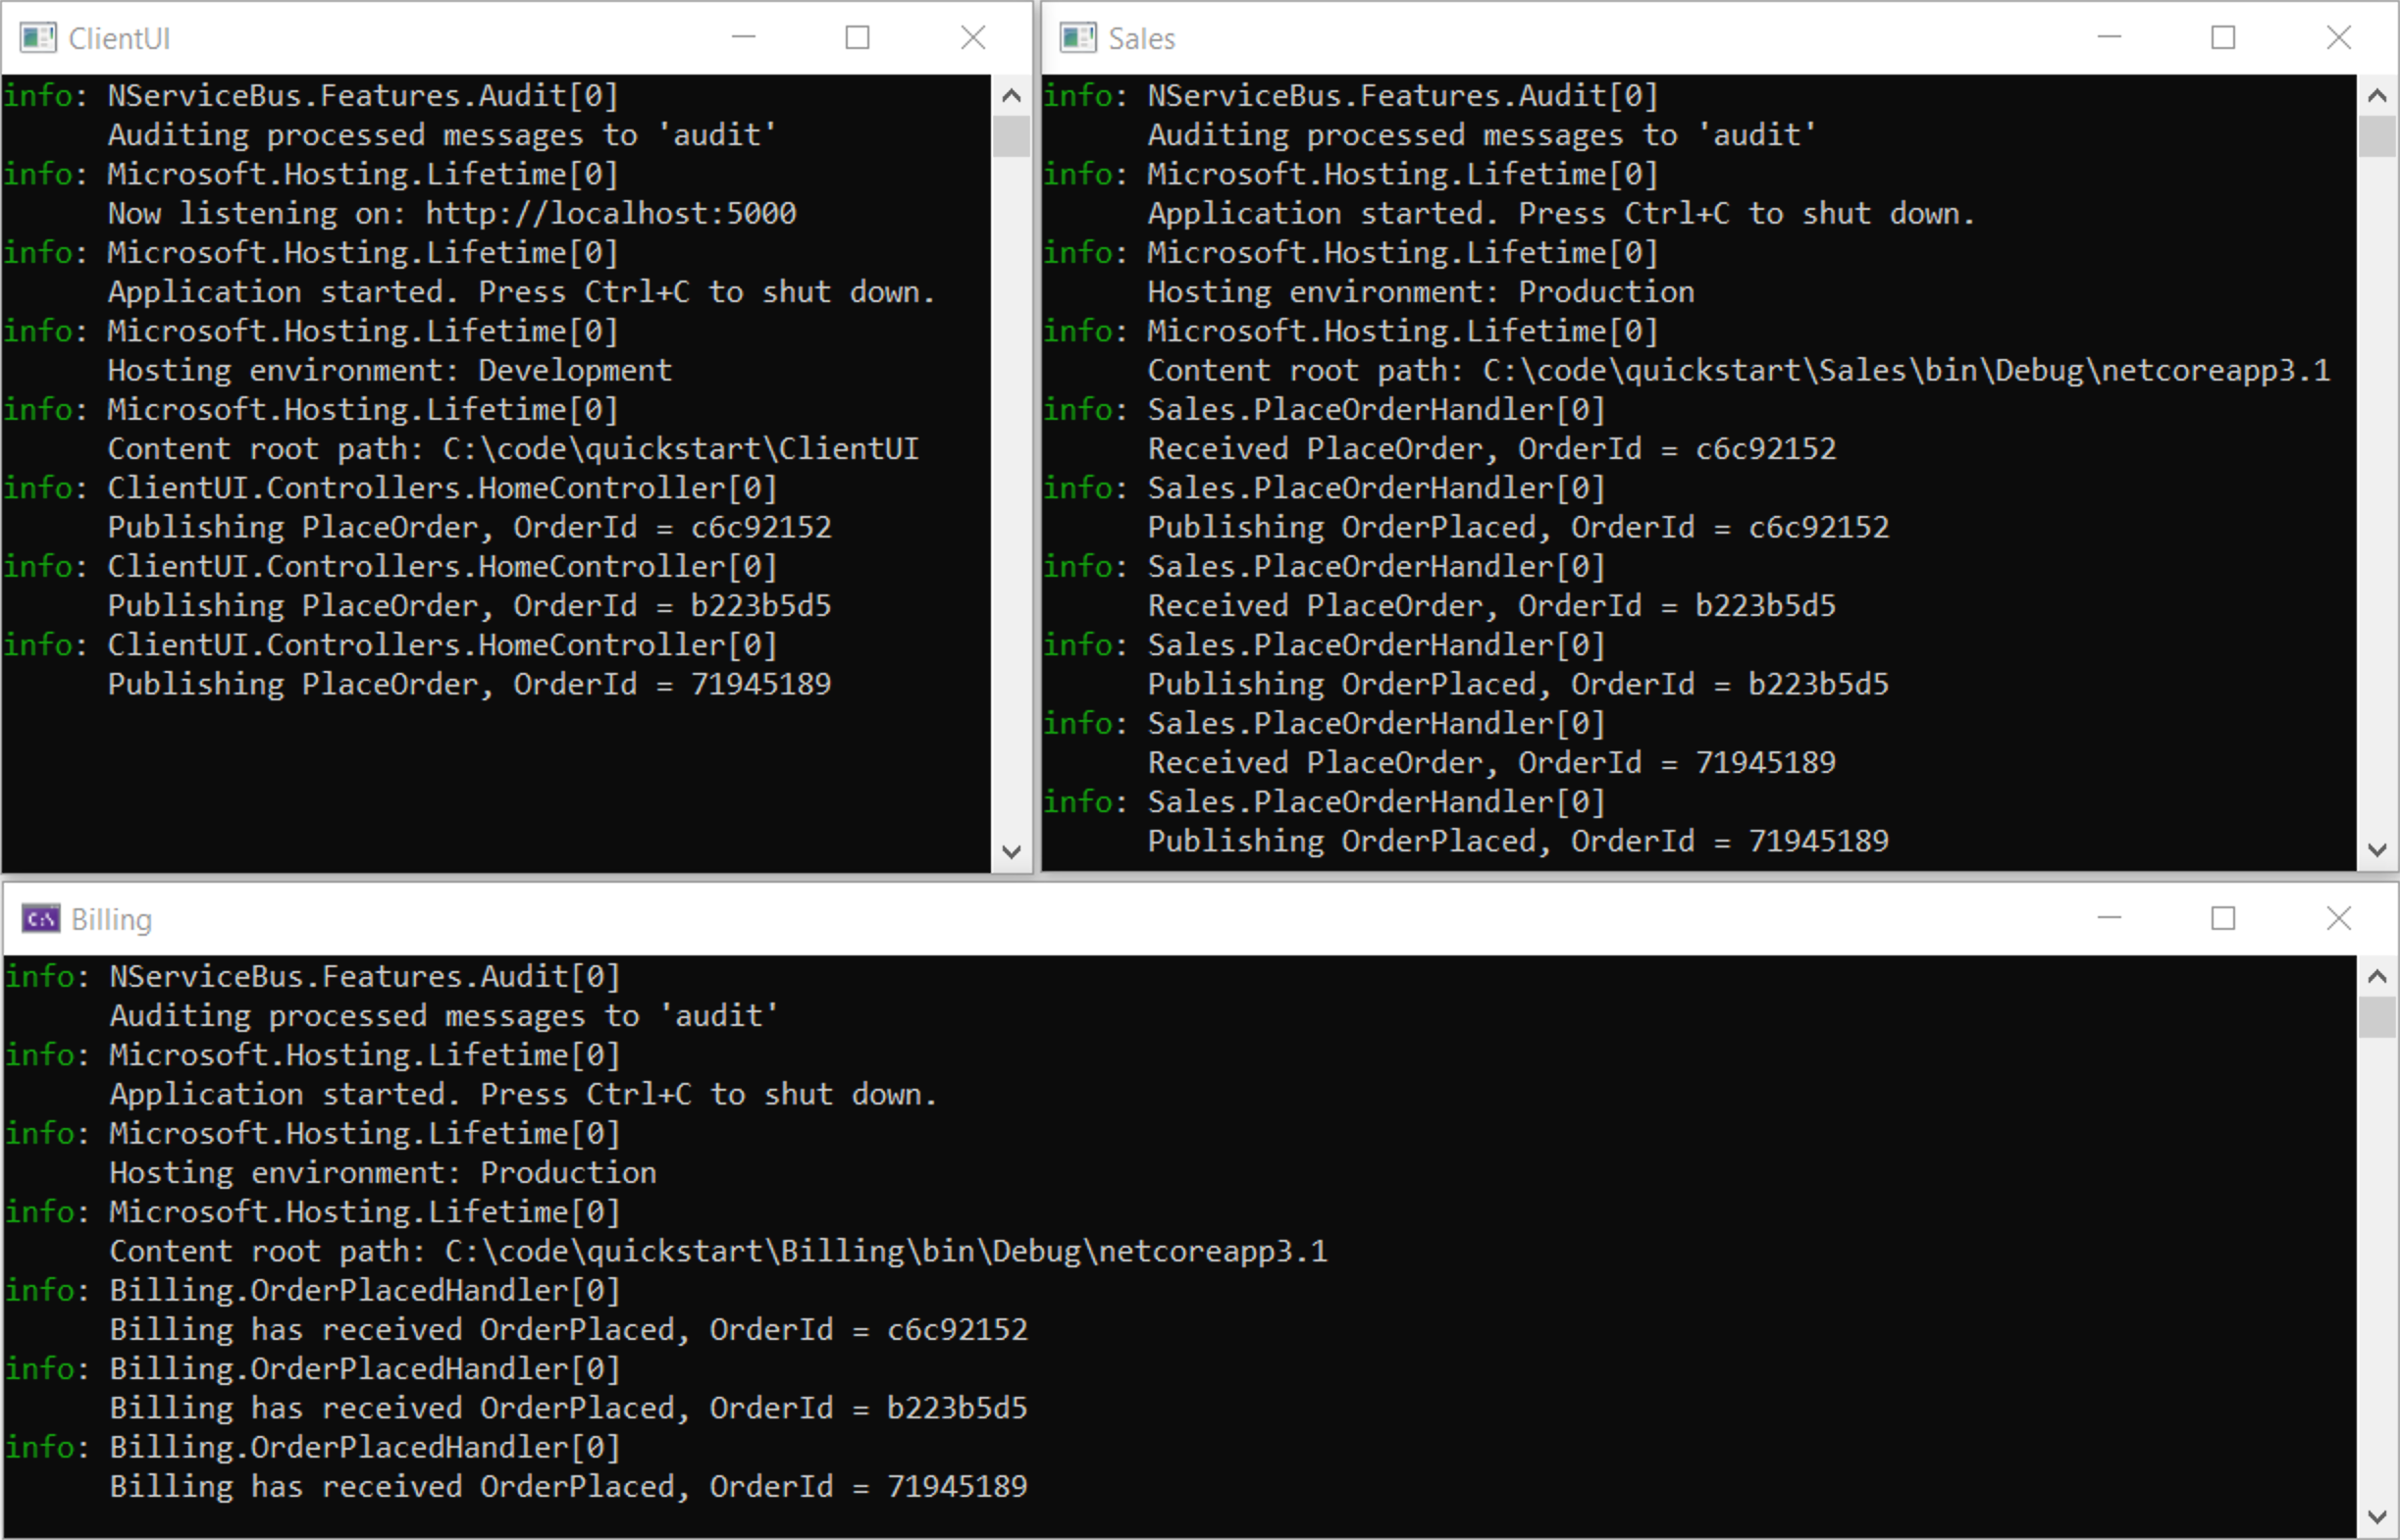 ClientUI
info: NServiceBus.Features.Audit[0]
Auditing processed messages to 'audit'
info: Microsoft.Hosting.Lifetime[0]
Now listening on: http://localhost:5000
info: Microsoft.Hosting.Lifetime[0]
Application started. Press Ctrl+C to shut down.
info: Microsoft.Hosting.Lifetime[0]
Hosting environment: Development
info: Microsoft.Hosting.Lifetime[0]
Content root path: C:\code\quickstart\ClientUI
info: ClientUI.Controllers.HomeController[0]
Publishing PlaceOrder, OrderId = c6c92152
info: ClientUI.Controllers.HomeController[0]
Publishing PlaceOrder, OrderId = b223b5d5
info: ClientUI.Controllers.HomeController[0]
Publishing PlaceOrder, OrderId = 71945189
Sales
info: NServiceBus.Features.Audit[0]
Auditing processed messages to 'audit'
info: Microsoft.Hosting.Lifetime[0]
Application started. Press Ctrl+C to shut down.
info: Microsoft.Hosting.Lifetime[0]
Hosting environment: Production
info: Microsoft.Hosting.Lifetime[0]
Content root path: C:\code\quickstart\Sales\bin\Debug\netcoreapp3.1
info: Sales.PlaceOrderHandler[0]
Received PlaceOrder, OrderId = c6c92152
info: Sales.PlaceOrderHandler[0]
Publishing OrderPlaced, OrderId = c6c92152
info: Sales.PlaceOrderHandler[0]
Received PlaceOrder, OrderId = b223b5d5
info: Sales.PlaceOrderHandler[0]
Publishing OrderPlaced, OrderId = b223b5d5
info: Sales.PlaceOrderHandler[0]
Received PlaceOrder, OrderId = 71945189
info: Sales.PlaceOrderHandler[0]
Publishing OrderPlaced, OrderId = 71945189
C:\ Billing
info: NServiceBus.Features.Audit[0]
Auditing processed messages to 'audit'
info: Microsoft.Hosting.Lifetime[0]
Application started. Press Ctrl+C to shut down.
info: Microsoft.Hosting.Lifetime[0]
Hosting environment: Production
info: Microsoft.Hosting.Lifetime[0]
Content root path: C:\code\quickstart\Billing\bin\Debug\netcoreapp3.1
info: Billing.OrderPlacedHandler[0]
Billing has received OrderPlaced, OrderId = c6c92152
info: Billing.OrderPlacedHandler[0]
Billing has received OrderPlaced, OrderId = b223b5d5
info: Billing.OrderPlacedHandler[0]
Billing has received OrderPlaced, OrderId = 71945189